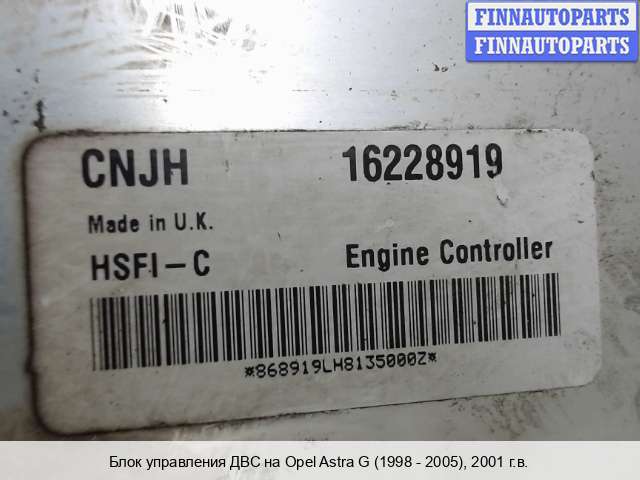 FINNAUTOPARTS
FINNAUTOPARTS
CNJH 16228919
Made in U.K.
HSFI-C Engine Controller
*868919LH8135000Z*
Блок управления ДВС на Opel Astra G (1998 - 2005), 2001 г.в.